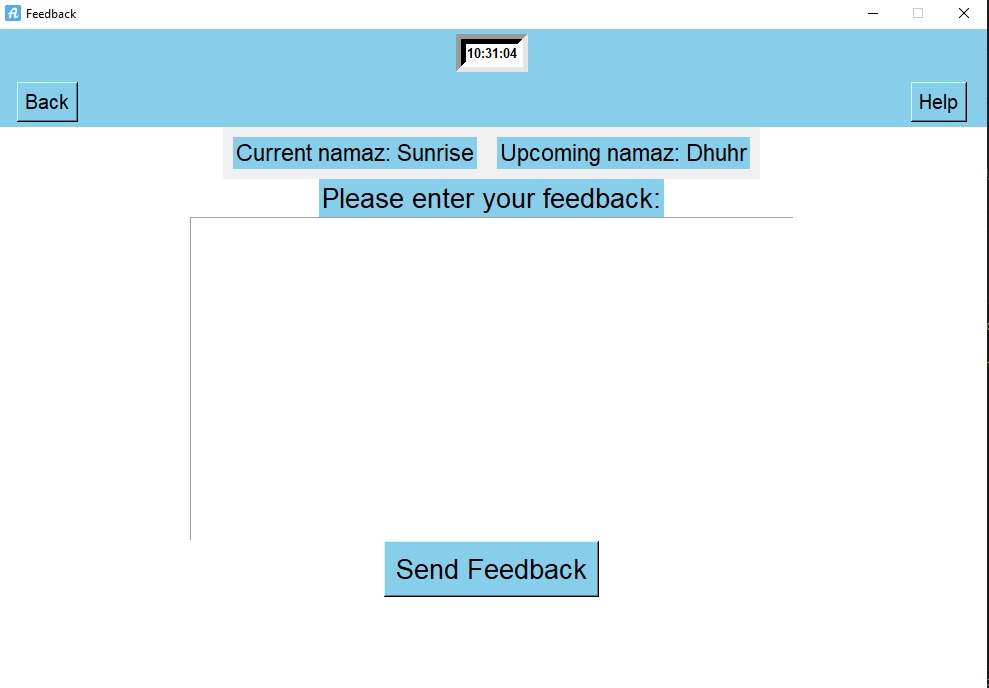 Feedback
10:31:04
Back
Help
Current namaz: Sunrise
Upcoming namaz: Dhuhr
Please enter your feedback:
Send Feedback